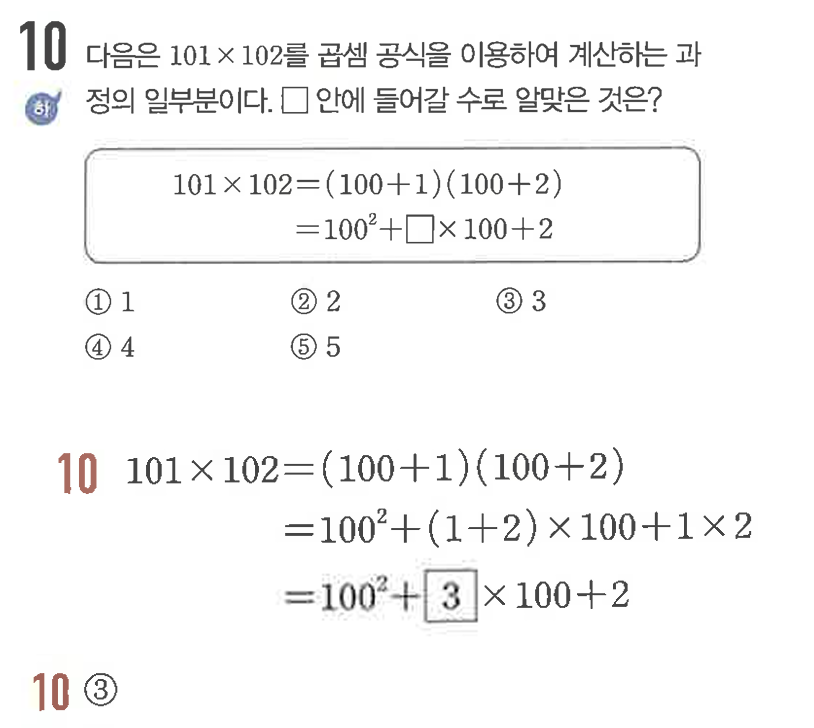 10 다음은 101×102를 곱셈 공식을 이용하여 계산하는 과
하 정의 일부분이다. □ 안에 들어갈 수로 알맞은 것은?
101×102=(100+1)(100+2)
=100²+□×100+2
① 1 ② 2 ③ 3
④ 4 ⑤ 5
10 101×102=(100+1)(100+2)
=100²+(1+2)×100+1×2
=100²+3×100+2
10 ③